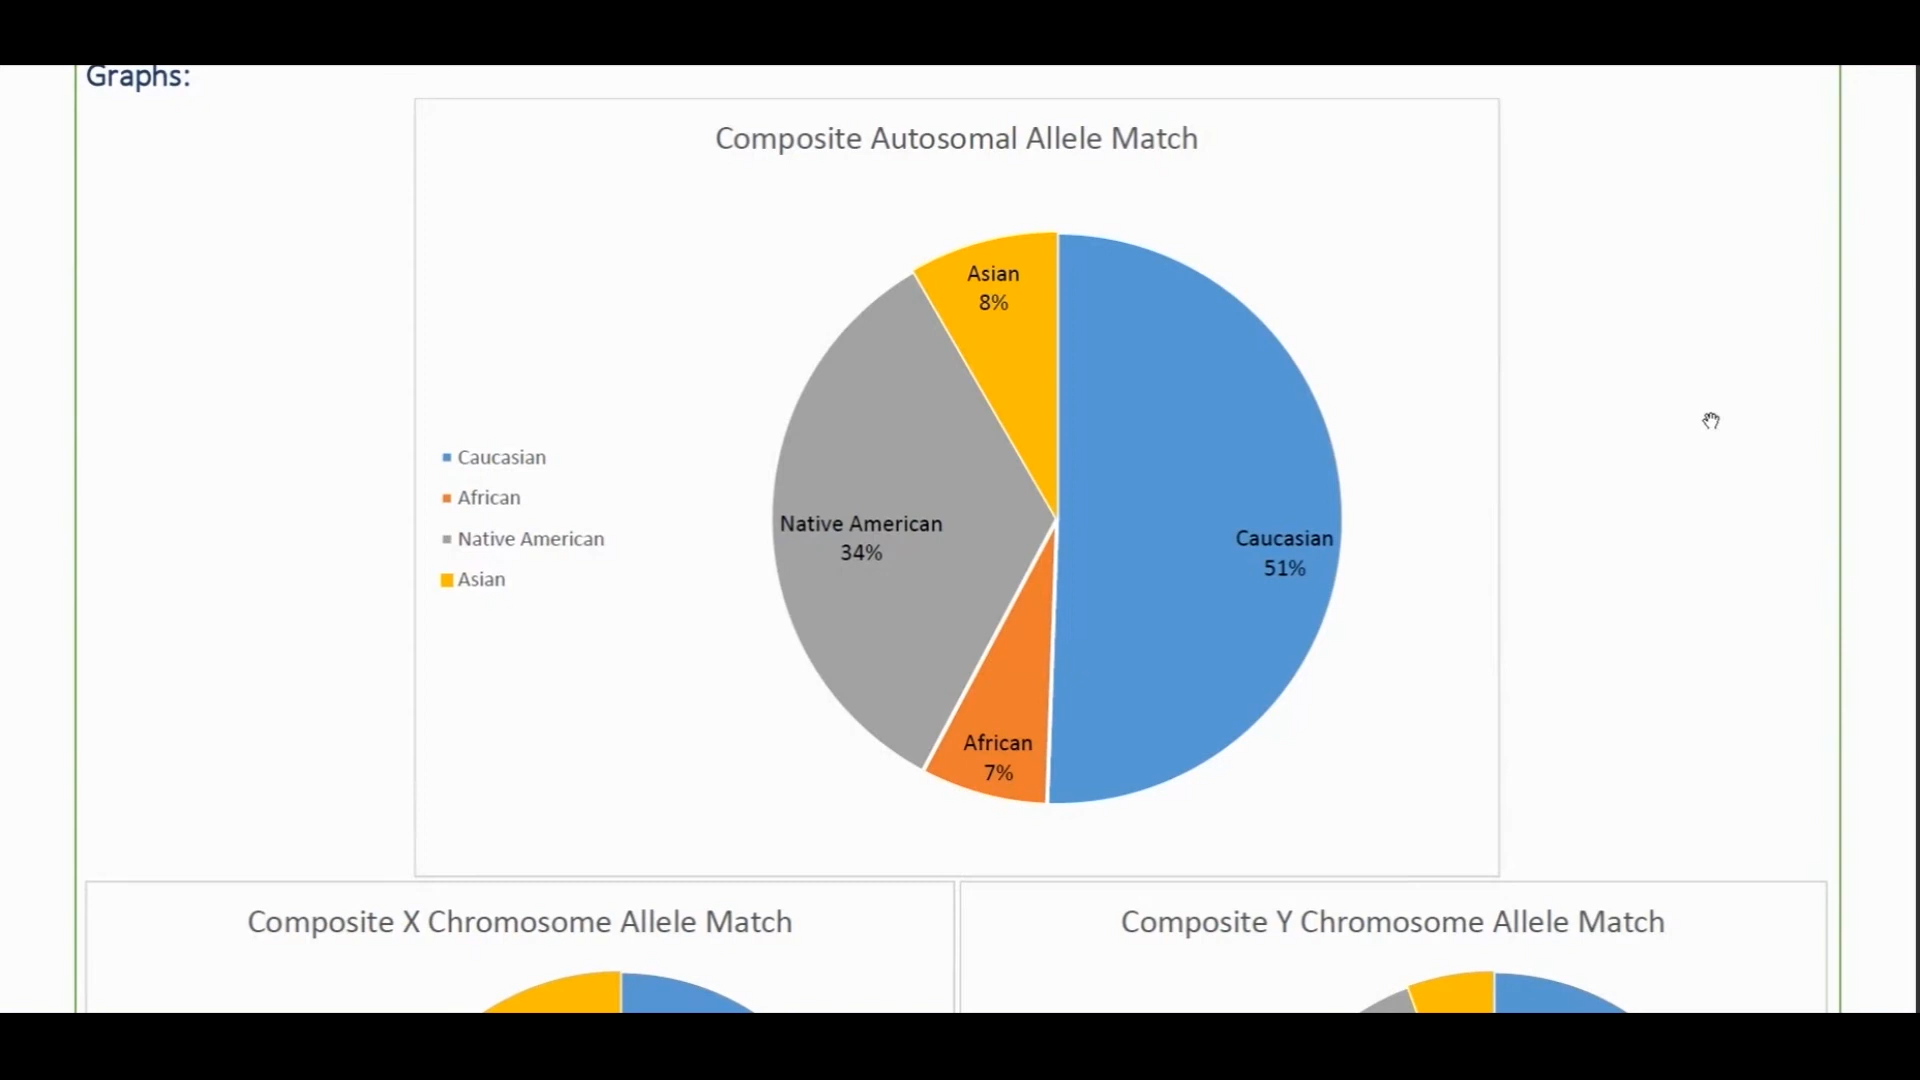 Graphs:
Composite Autosomal Allele Match
Asian
8%
Caucasian
African
Native American
Asian
Native American
34%
Caucasian
51%
African
7%
Composite X Chromosome Allele Match
Composite Y Chromosome Allele Match